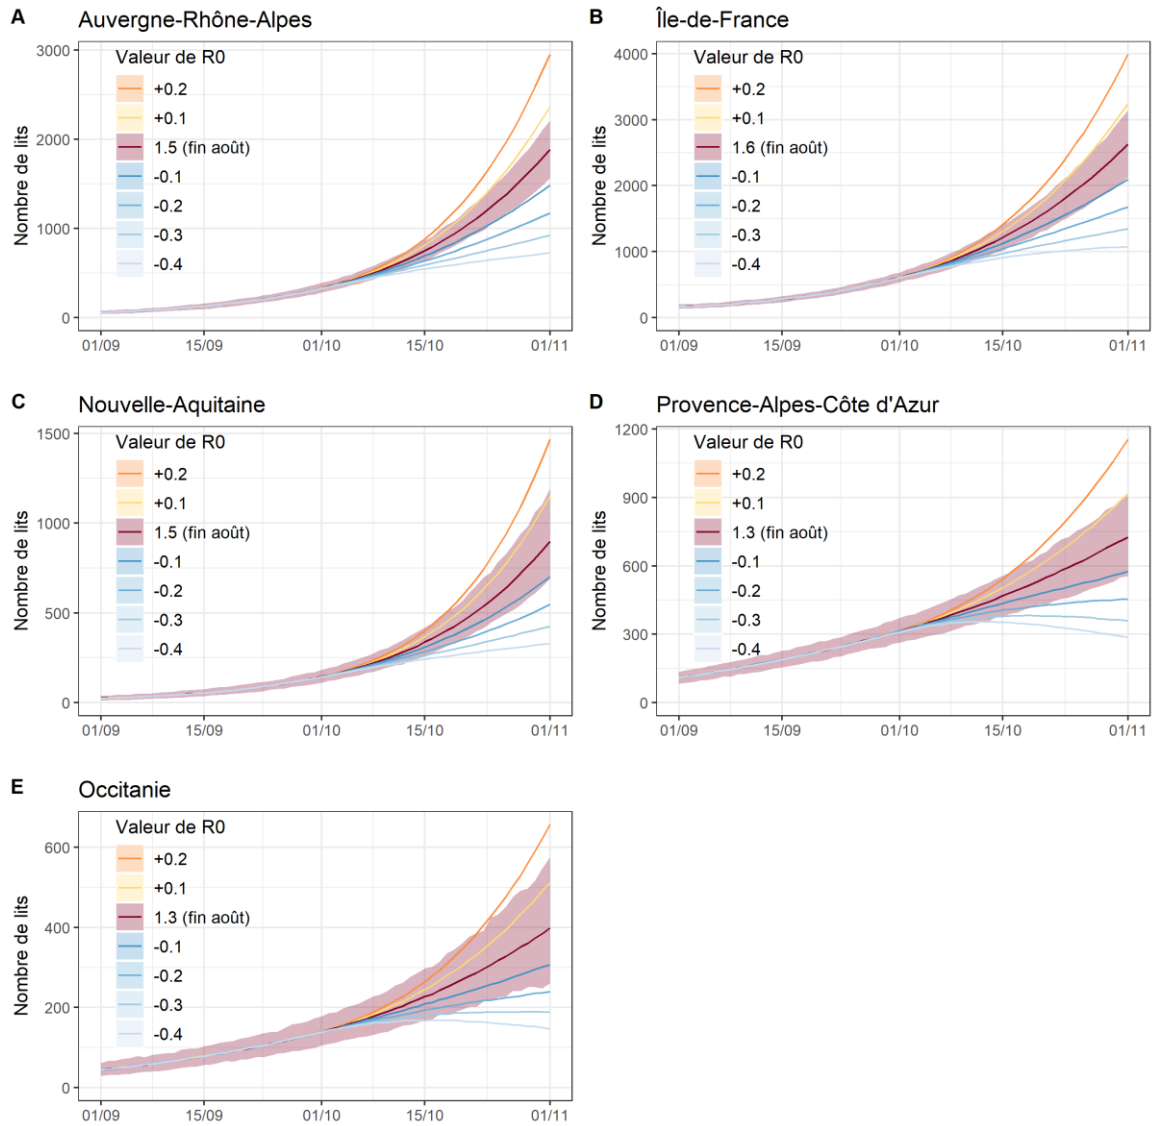 A Auvergne-Rhône-Alpes
Valeur de R0
+0.2
+0.1
1.5 (fin août)
-0.1
-0.2
-0.3
-0.4
Nombre de lits
3000
2000
1000
0
01/09 15/09 01/10 15/10 01/11
B Île-de-France
Valeur de R0
+0.2
+0.1
1.6 (fin août)
-0.1
-0.2
-0.3
-0.4
Nombre de lits
4000
3000
2000
1000
0
01/09 15/09 01/10 15/10 01/11
C Nouvelle-Aquitaine
Valeur de R0
+0.2
+0.1
1.5 (fin août)
-0.1
-0.2
-0.3
-0.4
Nombre de lits
1500
1000
500
0
01/09 15/09 01/10 15/10 01/11
D Provence-Alpes-Côte d'Azur
Valeur de R0
+0.2
+0.1
1.3 (fin août)
-0.1
-0.2
-0.3
-0.4
Nombre de lits
1200
900
600
300
0
01/09 15/09 01/10 15/10 01/11
E Occitanie
Valeur de R0
+0.2
+0.1
1.3 (fin août)
-0.1
-0.2
-0.3
-0.4
Nombre de lits
600
400
200
0
01/09 15/09 01/10 15/10 01/11